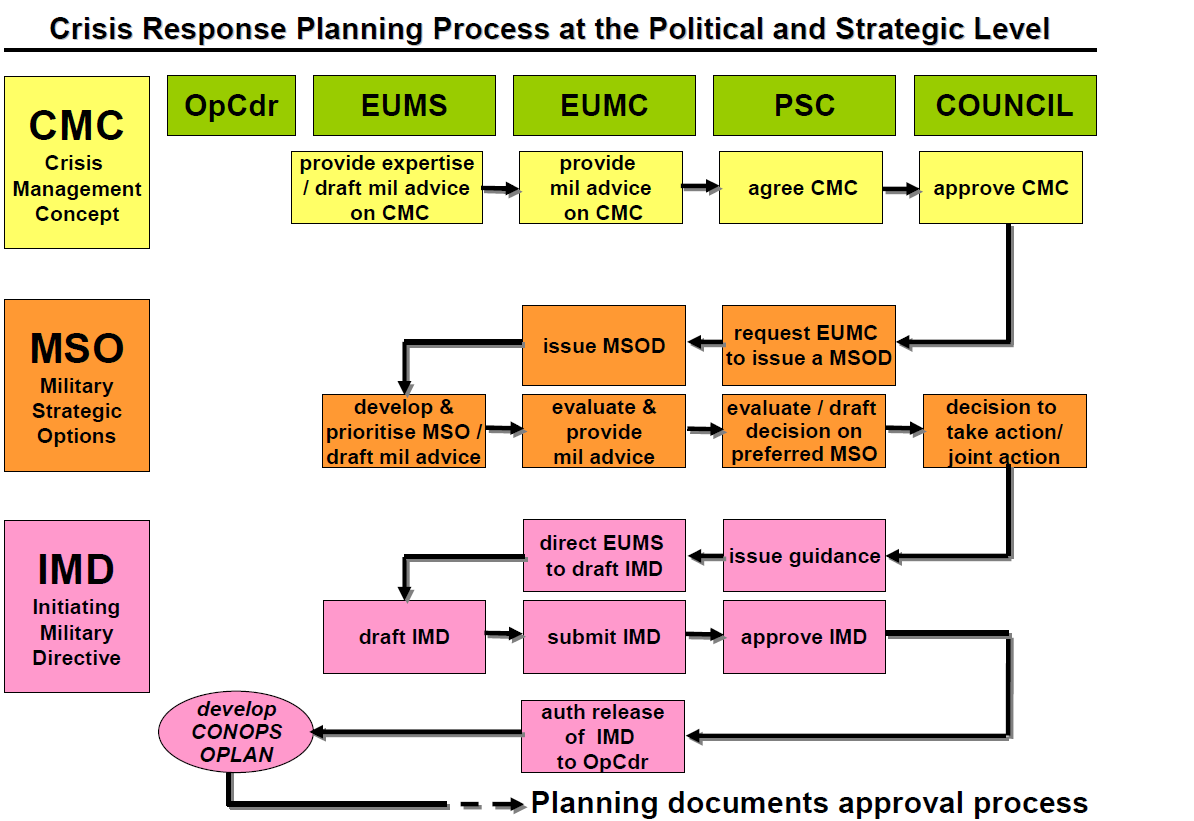 Crisis Response Planning Process at the Political and Strategic Level
CMC
Crisis
Management
Concept
OpCdr
EUMS
EUMC
PSC
COUNCIL
provide expertise
/ draft mil advice
on CMC
provide
mil advice
on CMC
agree CMC
approve CMC
MSO
Military
Strategic
Options
issue MSOD
request EUMC
to issue a MSOD
develop &
prioritise MSO /
draft mil advice
evaluate &
provide
mil advice
evaluate / draft
decision on
preferred MSO
decision to
take action/
joint action
IMD
Initiating
Military
Directive
direct EUMS
to draft IMD
issue guidance
draft IMD
submit IMD
approve IMD
develop
CONOPS
OPLAN
auth release
of IMD
to OpCdr
Planning documents approval process